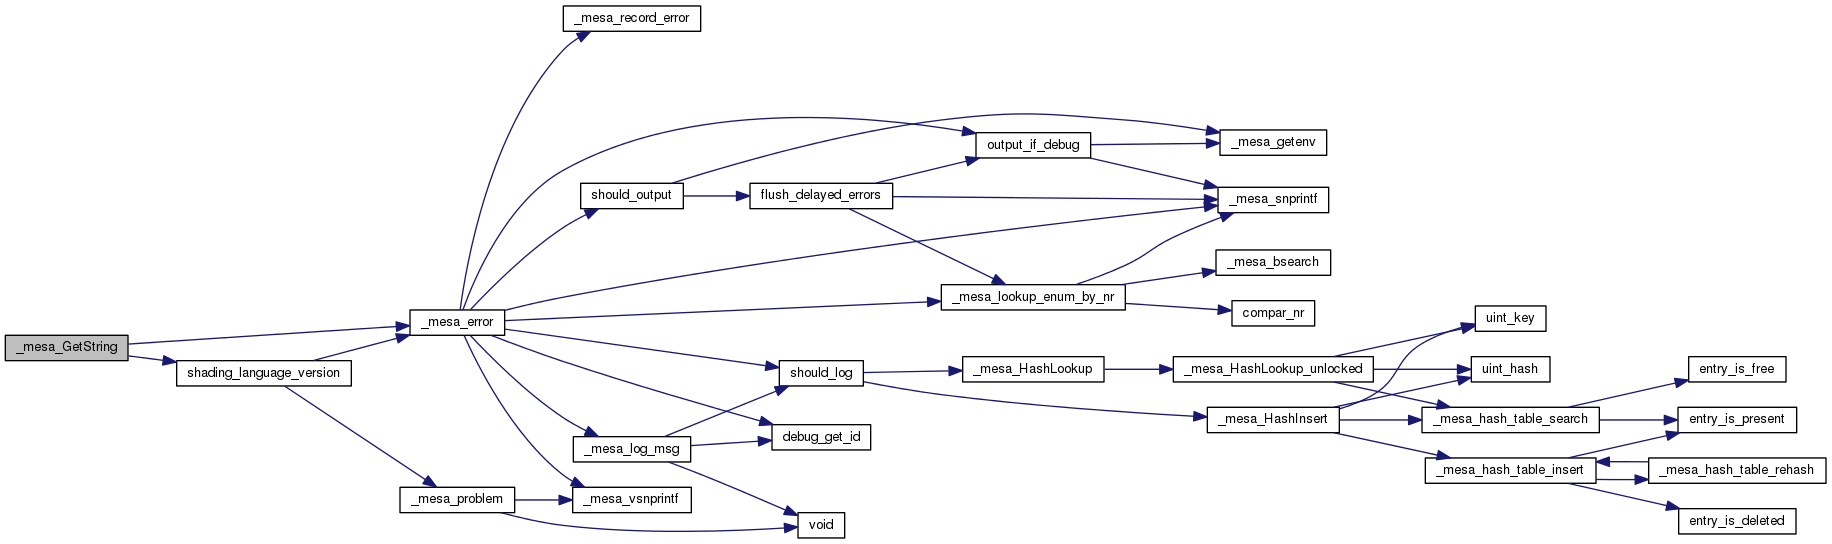 _mesa_record_error
output_if_debug
_mesa_getenv
should_output
flush_delayed_errors
_mesa_snprintf
_mesa_bsearch
_mesa_lookup_enum_by_nr
compar_nr
_mesa_error
uint_key
_mesa_GetString
shading_language_version
should_log
_mesa_HashLookup
_mesa_HashLookup_unlocked
uint_hash
entry_is_free
_mesa_HashInsert
_mesa_hash_table_search
entry_is_present
debug_get_id
_mesa_log_msg
_mesa_hash_table_insert
_mesa_hash_table_rehash
_mesa_problem
_mesa_vsnprintf
void
entry_is_deleted